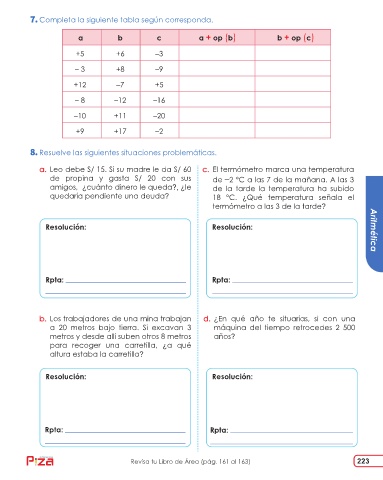 7. Completa la siguiente tabla según corresponda.
a b c a + op (b) b + op (c)
+5 +6 –3
– 3 +8 –9
+12 –7 +5
– 8 –12 –16
–10 +11 –20
+9 +17 –2
8. Resuelve las siguientes situaciones problemáticas.
a. Leo debe S/ 15. Si su madre le da S/ 60
de propina y gasta S/ 20 con sus
amigos, ¿cuánto dinero le queda?, ¿le
quedaría pendiente una deuda?
Resolución:
Rpta:
c. El termómetro marca una temperatura
de –2 °C a las 7 de la mañana. A las 3
de la tarde la temperatura ha subido
18 °C. ¿Qué temperatura señala el
termómetro a las 3 de la tarde?
Resolución:
Rpta:
b. Los trabajadores de una mina trabajan
a 20 metros bajo tierra. Si excavan 3
metros y desde allí suben otros 8 metros
para recoger una carretilla, ¿a qué
altura estaba la carretilla?
Resolución:
Rpta:
d. ¿En qué año te situarías, si con una
máquina del tiempo retrocedes 2 500
años?
Resolución:
Rpta:
Aritmética
Piza
Revisa tu Libro de Área (pág. 161 al 163)
223